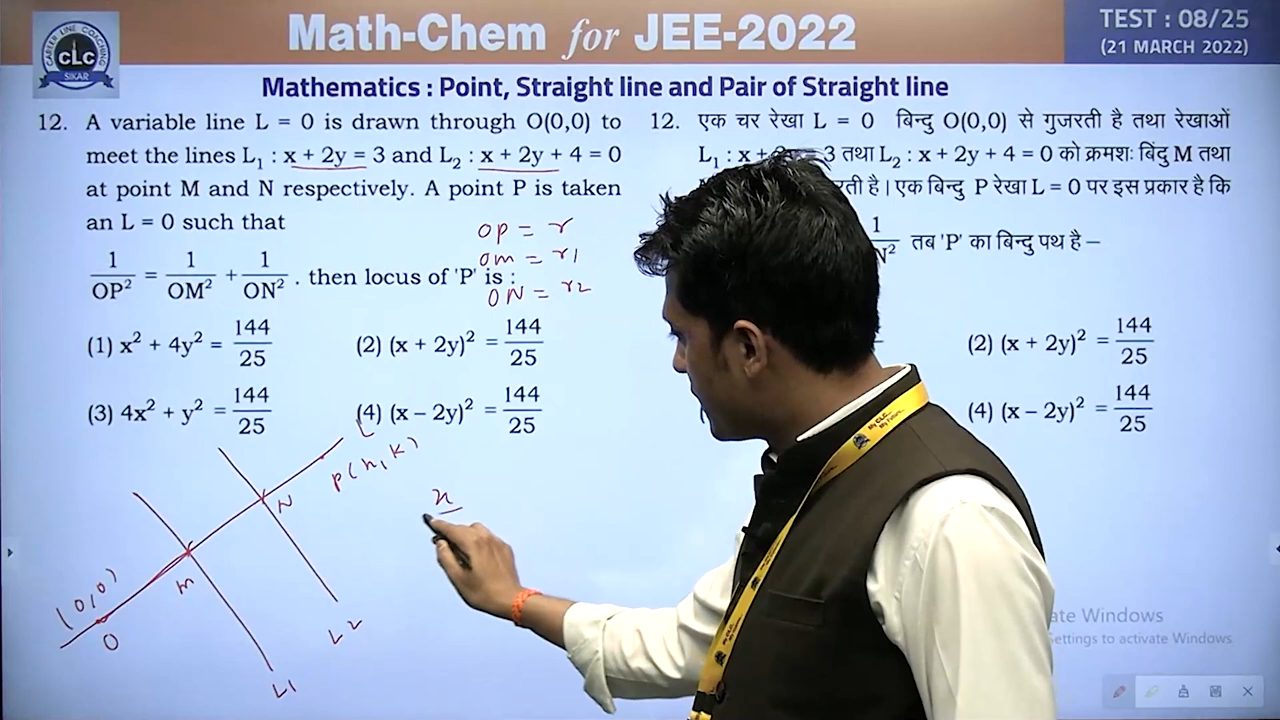 CAREER LINE COACHING
CLC
SIKAR
Math-Chem for JEE-2022
TEST : 08/25
(21 MARCH 2022)
Mathematics : Point, Straight line and Pair of Straight line
12. A variable line L = 0 is drawn through O(0,0) to
meet the lines L₁ : x + 2y = 3 and L₂ : x + 2y + 4 = 0
at point M and N respectively. A point P is taken
an L = 0 such that
1/OP² = 1/OM² + 1/ON² . then locus of 'P' is :
(1) x² + 4y² = 144/25 (2) (x + 2y)² = 144/25
(3) 4x² + y² = 144/25 (4) (x – 2y)² = 144/25
OP = r
OM = r1
ON = r2
L
P(h, k)
N
M
(0,0)
O
L2
L1
x
12. एक चर रेखा L = 0 बिन्दु O(0,0) से गुजरती है तथा रेखाओं
L₁ : x + 3 तथा L₂ : x + 2y + 4 = 0 को क्रमशः बिंदु M तथा
रती है। एक बिन्दु P रेखा L = 0 पर इस प्रकार है कि
1/N² तब 'P' का बिन्दु पथ है –
(2) (x + 2y)² = 144/25
(4) (x – 2y)² = 144/25
My CLC..
My Future..
ate Windows
Settings to activate Windows